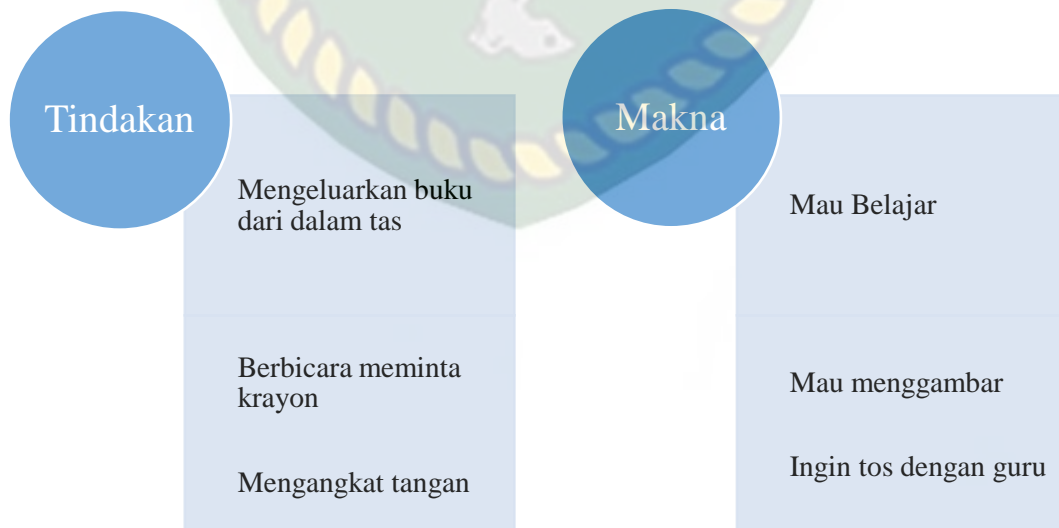 Tindakan
Mengeluarkan buku
dari dalam tas
Berbicara meminta
krayon
Mengangkat tangan
Makna
Mau Belajar
Mau menggambar
Ingin tos dengan guru